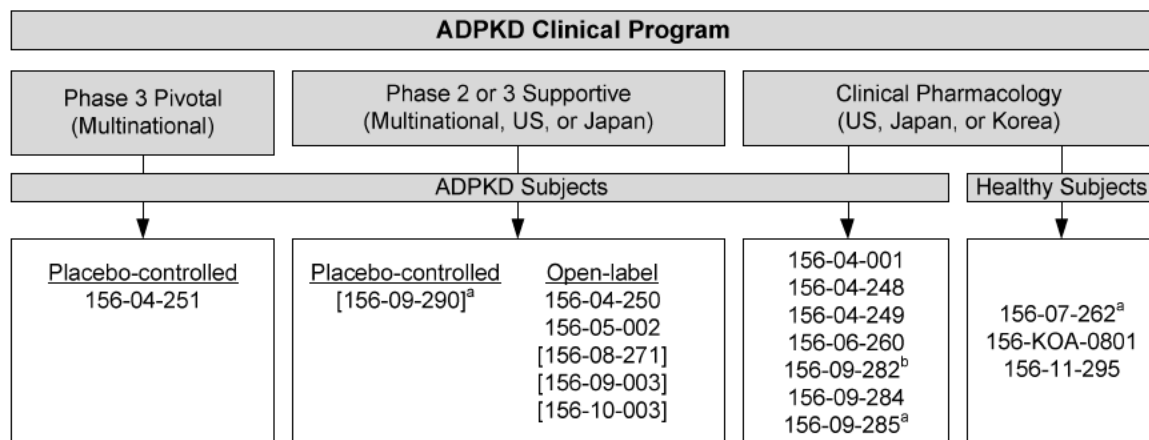 ADPKD Clinical Program
Phase 3 Pivotal
(Multinational)
Phase 2 or 3 Supportive
(Multinational, US, or Japan)
Clinical Pharmacology
(US, Japan, or Korea)
ADPKD Subjects
Healthy Subjects
Placebo-controlled
156-04-251
Placebo-controlled
[156-09-290]a
Open-label
156-04-250
156-05-002
[156-08-271]
[156-09-003]
[156-10-003]
156-04-001
156-04-248
156-04-249
156-06-260
156-09-282b
156-09-284
156-09-285a
156-07-262a
156-KOA-0801
156-11-295